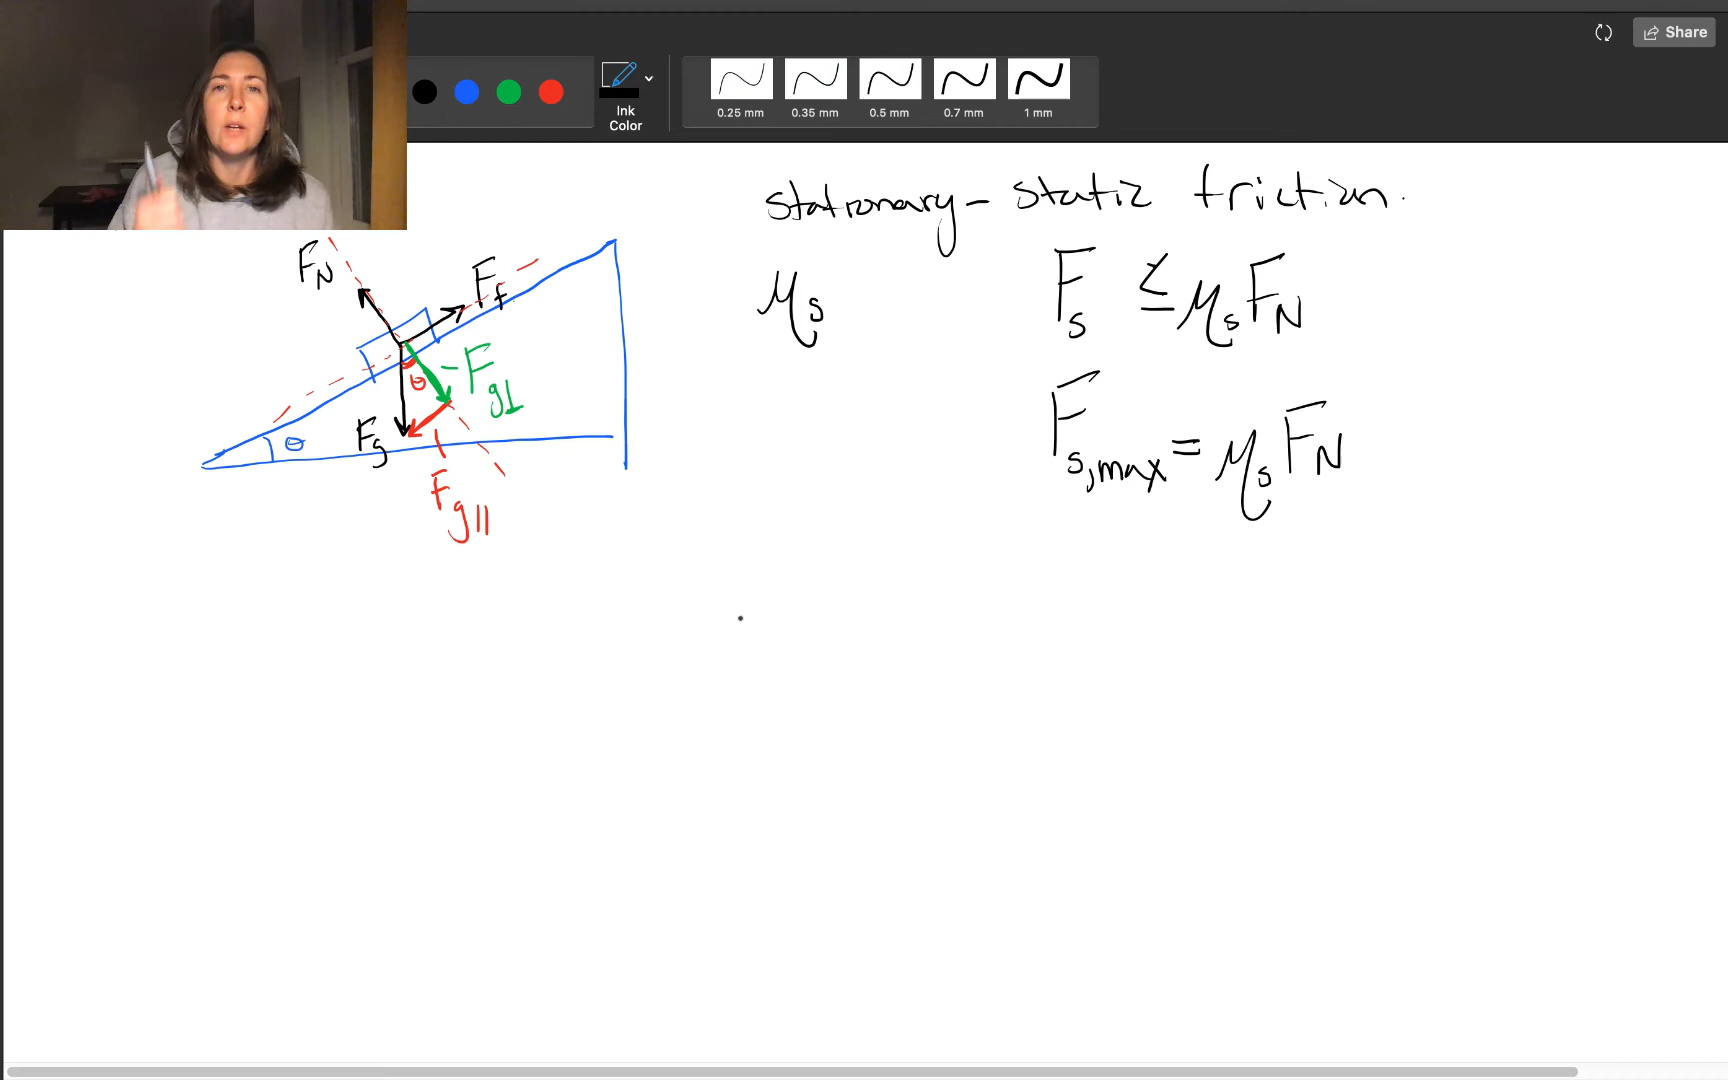 Share
Ink
Color
0.25 mm 0.35 mm 0.5 mm 0.7 mm 1 mm
stationary – static friction.
μs Fs ≤ μsFN
Fs,max = μsFN
FN
Ff
θ
Fg⊥
Fg
θ
Fg||